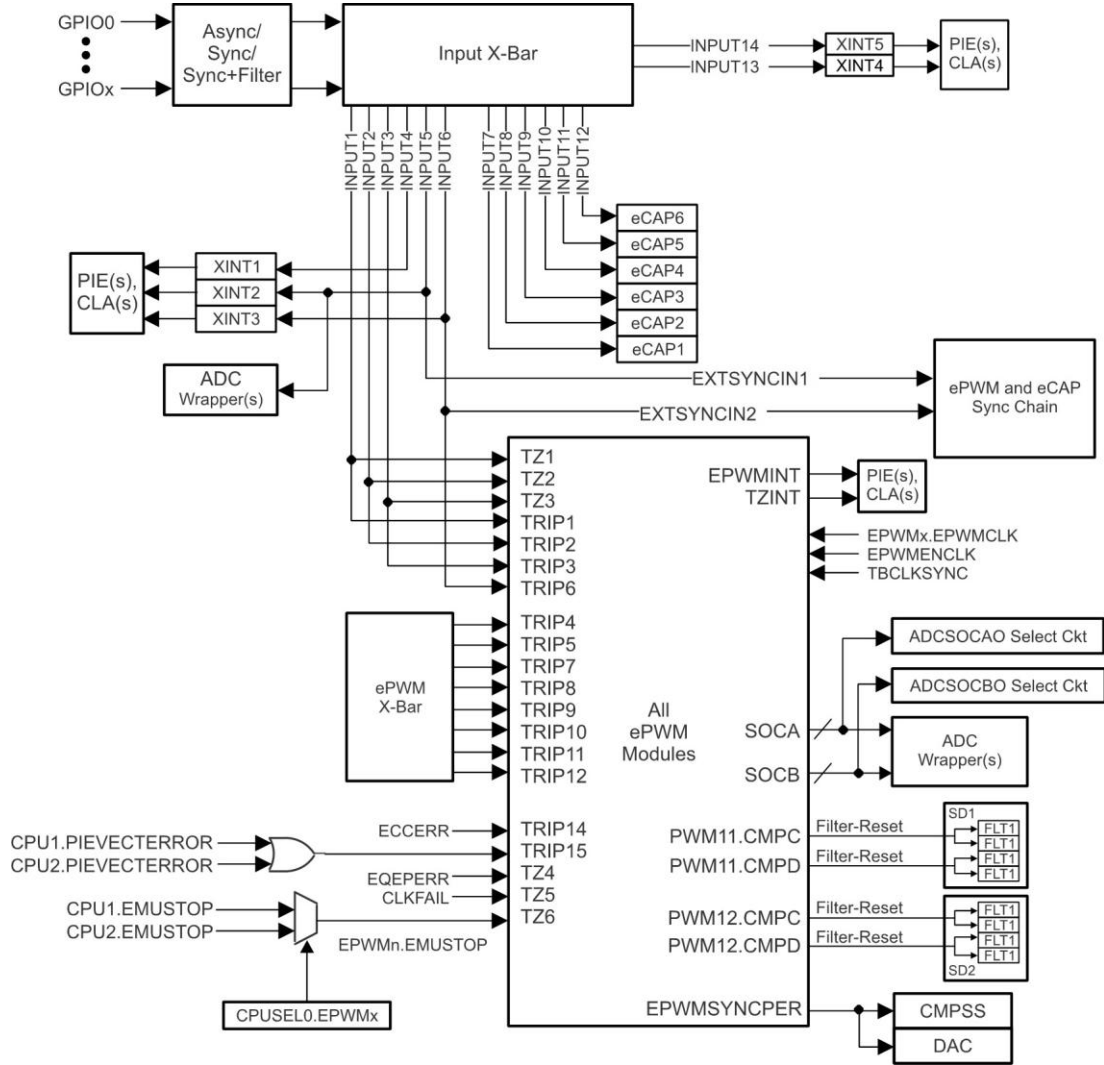 GPIO0
GPIOx
Async/
Sync/
Sync+Filter
Input X-Bar
INPUT14
INPUT13
XINT5
XINT4
PIE(s),
CLA(s)
INPUT1
INPUT2
INPUT3
INPUT4
INPUT5
INPUT6
INPUT7
INPUT8
INPUT9
INPUT10
INPUT11
INPUT12
eCAP6
eCAP5
eCAP4
eCAP3
eCAP2
eCAP1
PIE(s),
CLA(s)
XINT1
XINT2
XINT3
ADC
Wrapper(s)
EXTSYNCIN1
EXTSYNCIN2
ePWM and eCAP
Sync Chain
TZ1
TZ2
TZ3
TRIP1
TRIP2
TRIP3
TRIP6
EPWMINT
TZINT
PIE(s),
CLA(s)
EPWMx.EPWMCLK
EPWMENCLK
TBCLKSYNC
ePWM
X-Bar
TRIP4
TRIP5
TRIP7
TRIP8
TRIP9
TRIP10
TRIP11
TRIP12
All
ePWM
Modules
SOCA
SOCB
ADCSOCAO Select Ckt
ADCSOCBO Select Ckt
ADC
Wrapper(s)
CPU1.PIEVECTERROR
CPU2.PIEVECTERROR
ECCERR
EQEPERR
CLKFAIL
TRIP14
TRIP15
TZ4
TZ5
TZ6
CPU1.EMUSTOP
CPU2.EMUSTOP
EPWMn.EMUSTOP
CPUSEL0.EPWMx
PWM11.CMPC
PWM11.CMPD
PWM12.CMPC
PWM12.CMPD
Filter-Reset
Filter-Reset
Filter-Reset
Filter-Reset
SD1
FLT1
FLT1
FLT1
FLT1
FLT1
FLT1
FLT1
FLT1
SD2
EPWMSYNCPER
CMPSS
DAC